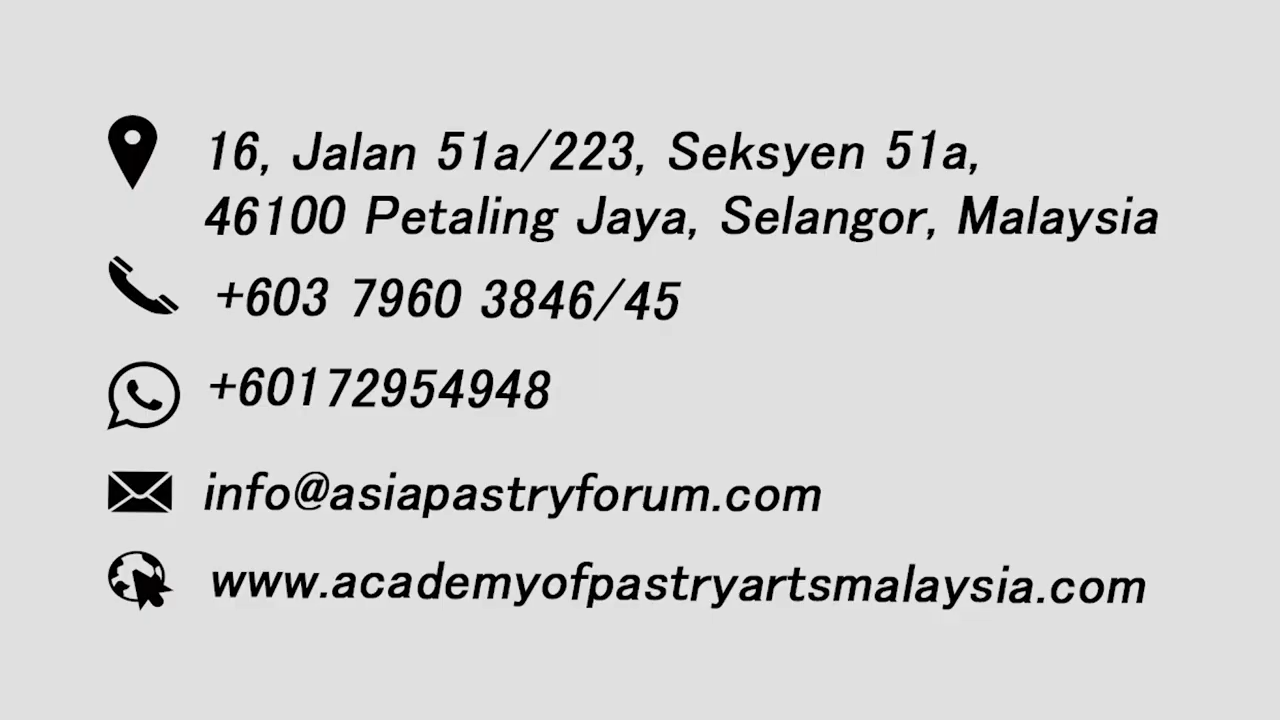 16, Jalan 51a/223, Seksyen 51a,
46100 Petaling Jaya, Selangor, Malaysia
+603 7960 3846/45
+60172954948
info@asiapastryforum.com
www.academyofpastryartsmalaysia.com